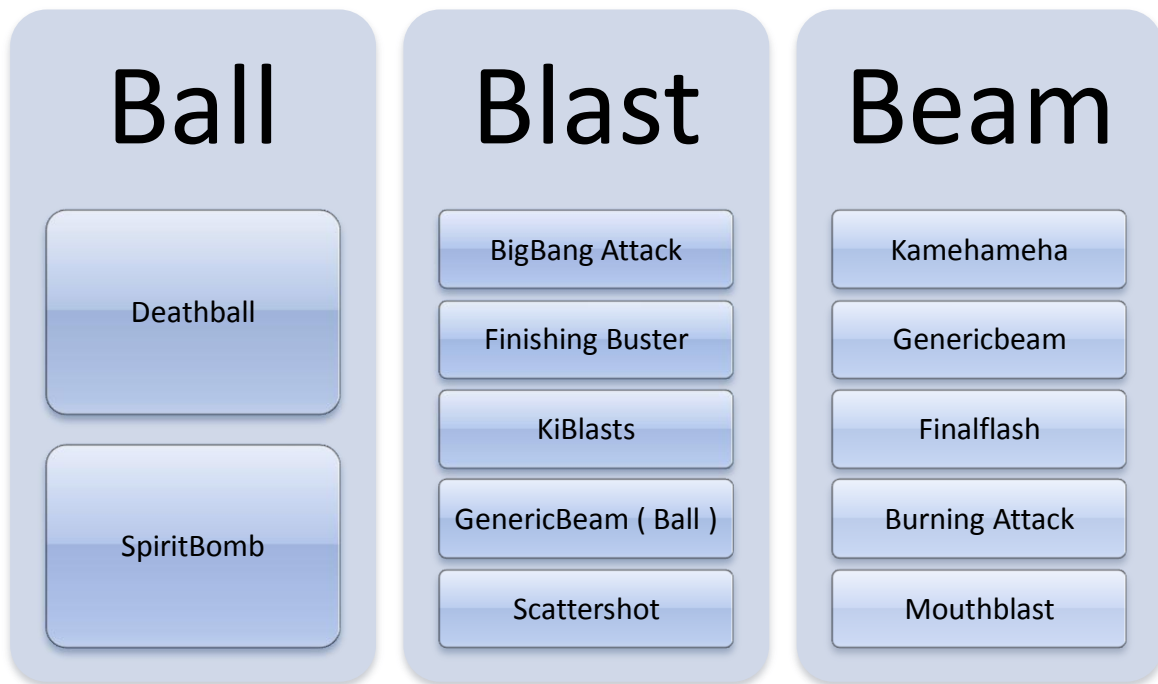 Ball
Deathball
SpiritBomb
Blast
BigBang Attack
Finishing Buster
KiBlasts
GenericBeam ( Ball )
Scattershot
Beam
Kamehameha
Genericbeam
Finalflash
Burning Attack
Mouthblast